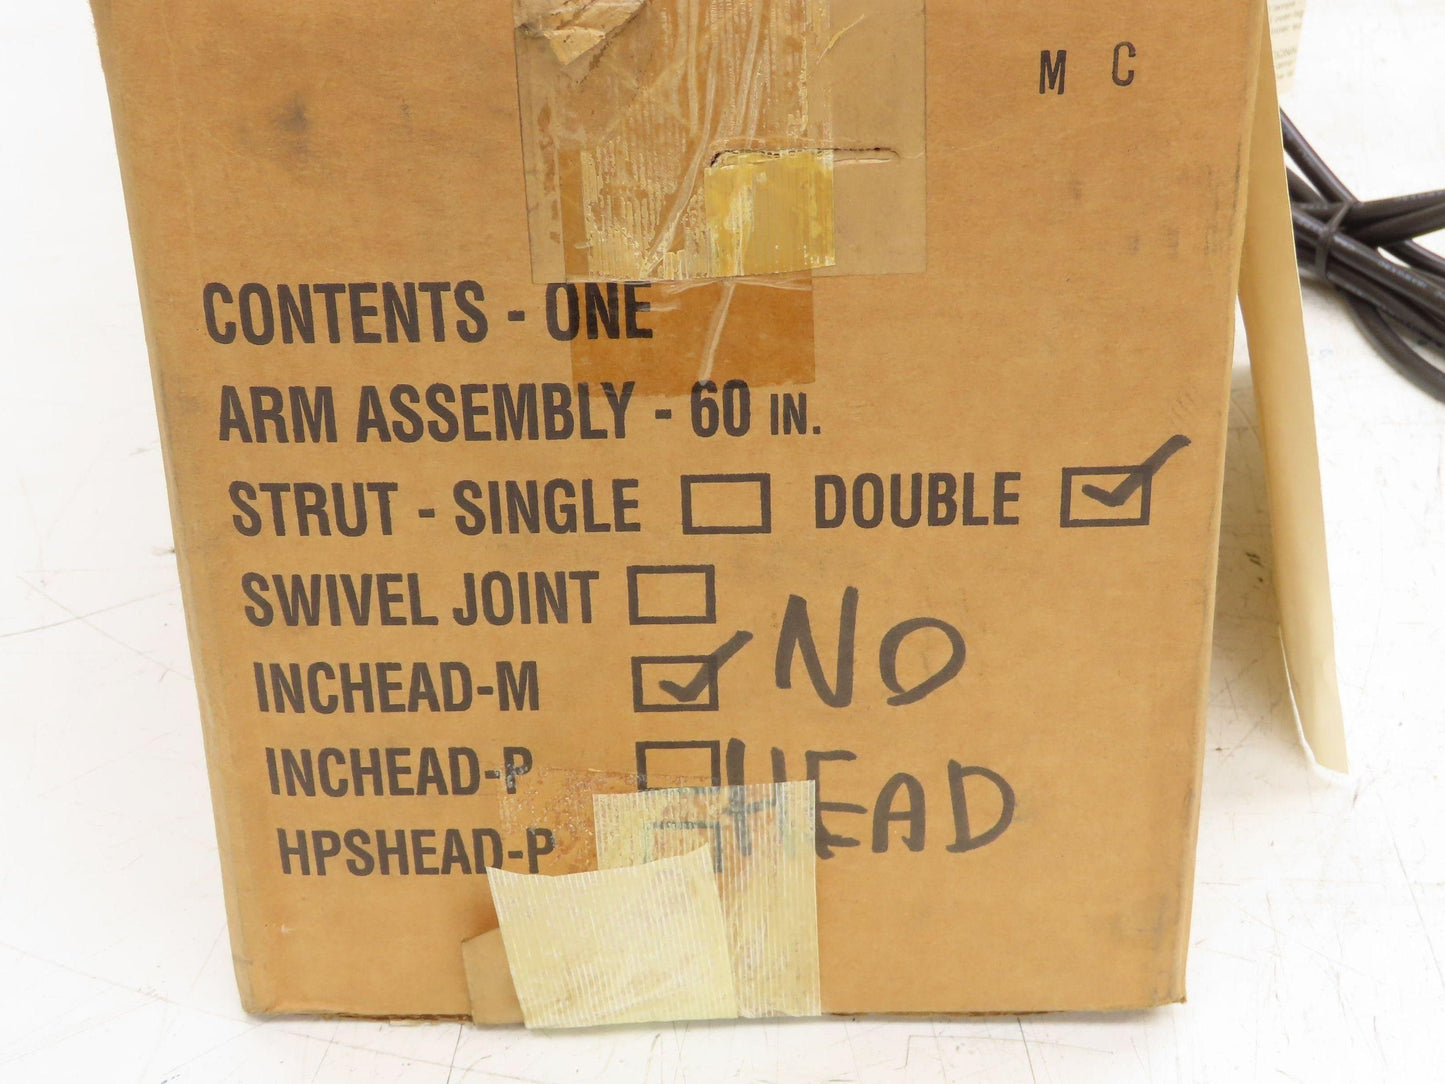 M C
CONTENTS - ONE
ARM ASSEMBLY - 60 IN.
STRUT - SINGLE DOUBLE
SWIVEL JOINT
INCHEAD-M NO
INCHEAD-P HEAD
HPSHEAD-P